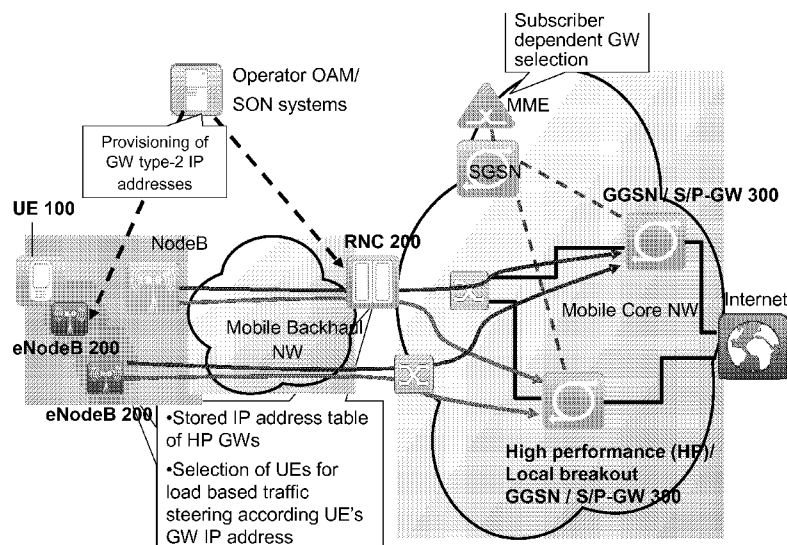 Subscriber
dependent GW
selection
Operator OAM/
SON systems
MME
Provisioning of
GW type-2 IP
addresses
SGSN
GGSN / S/P-GW 300
UE 100
NodeB
RNC 200
Internet
Mobile Backhaul
NW
Mobile Core NW
eNodeB 200
eNodeB 200
•Stored IP address table
of HP GWs
•Selection of UEs for
load based traffic
steering according UE's
GW IP address
High performance (HP)/
Local breakout
GGSN / S/P-GW 300